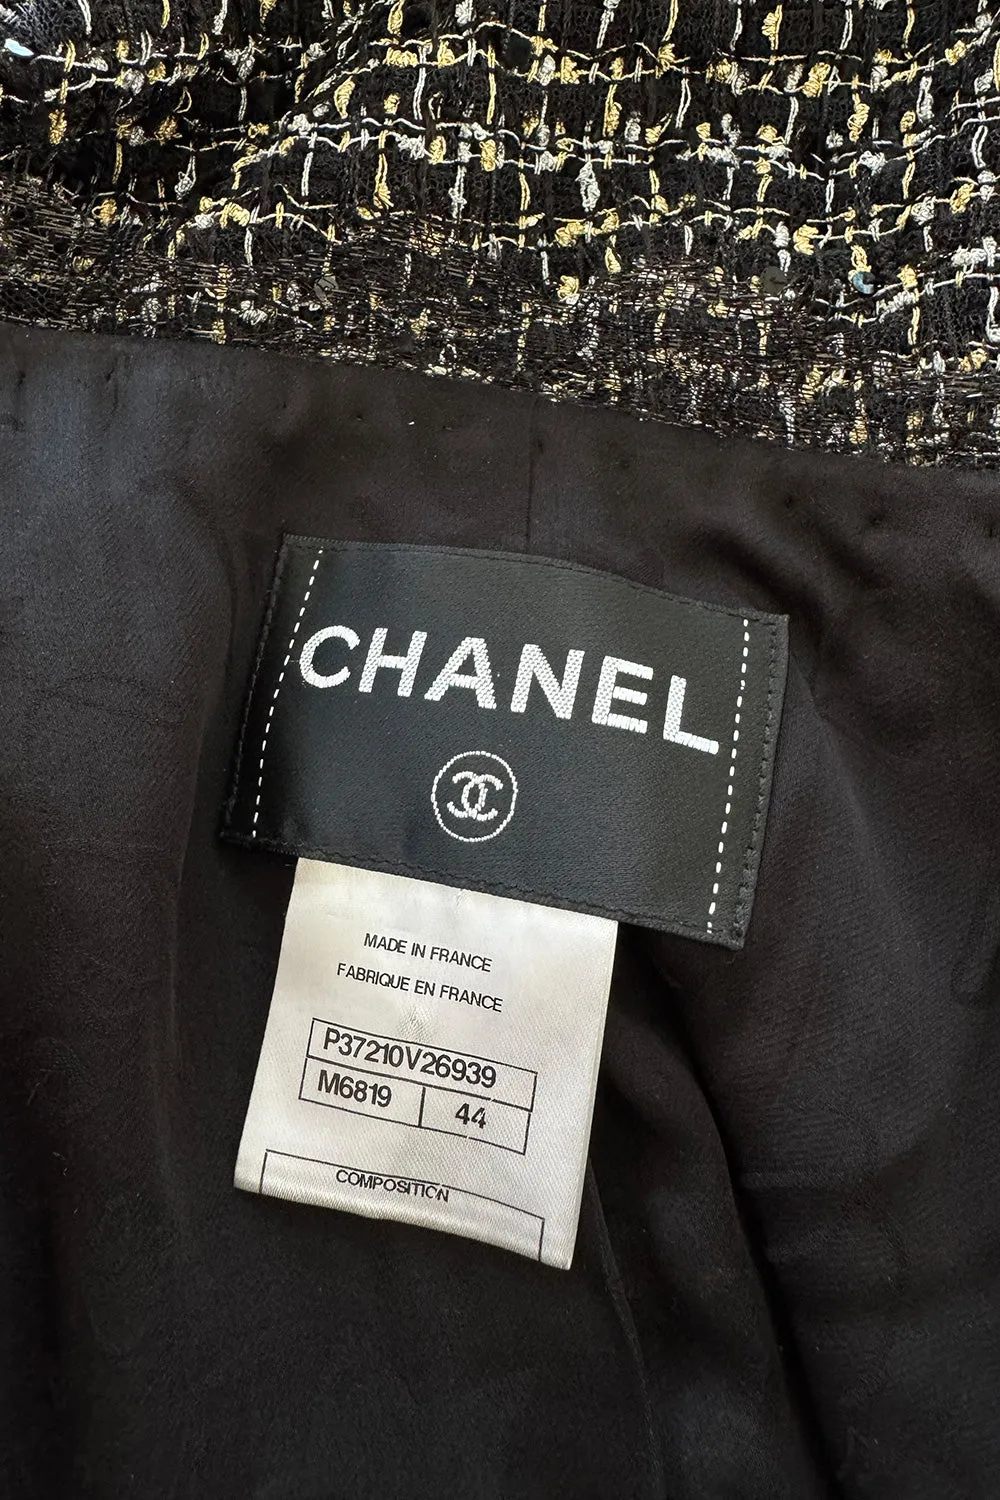 CHANEL
MADE IN FRANCE
FABRIQUE EN FRANCE
P37210V26939
M6819 44
COMPOSITION